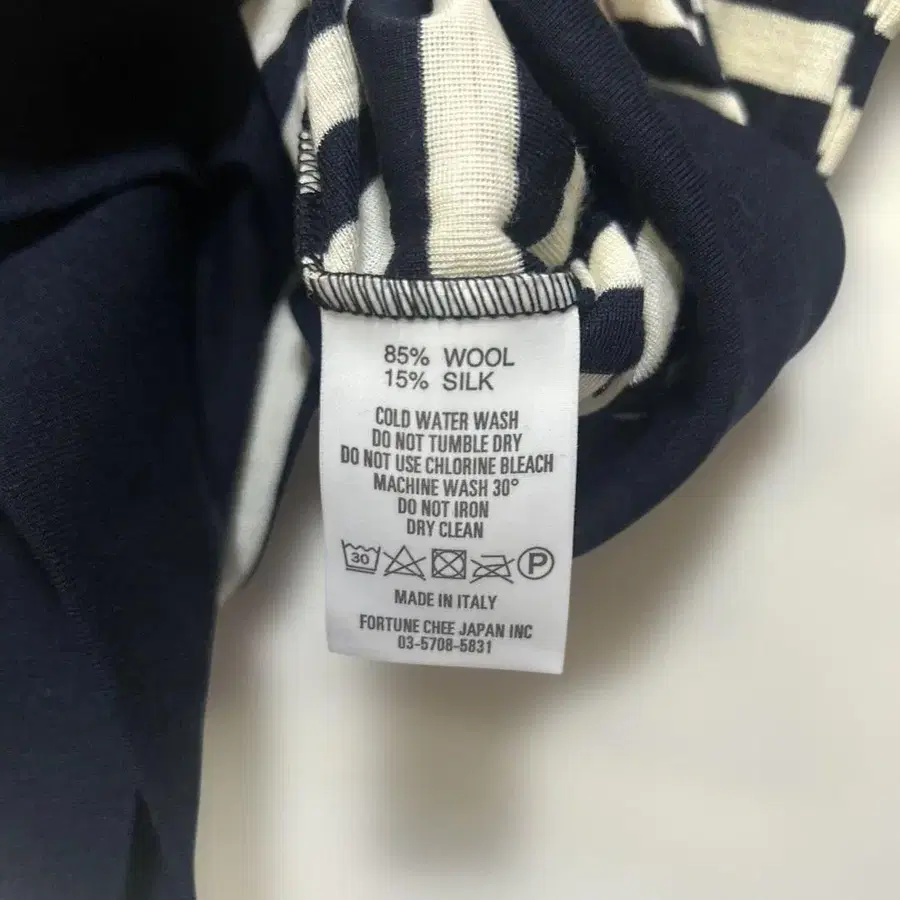 85% WOOL
15% SILK
COLD WATER WASH
DO NOT TUMBLE DRY
DO NOT USE CHLORINE BLEACH
MACHINE WASH 30°
DO NOT IRON
DRY CLEAN
30 P
MADE IN ITALY
FORTUNE CHEE JAPAN INC
03-5708-5831